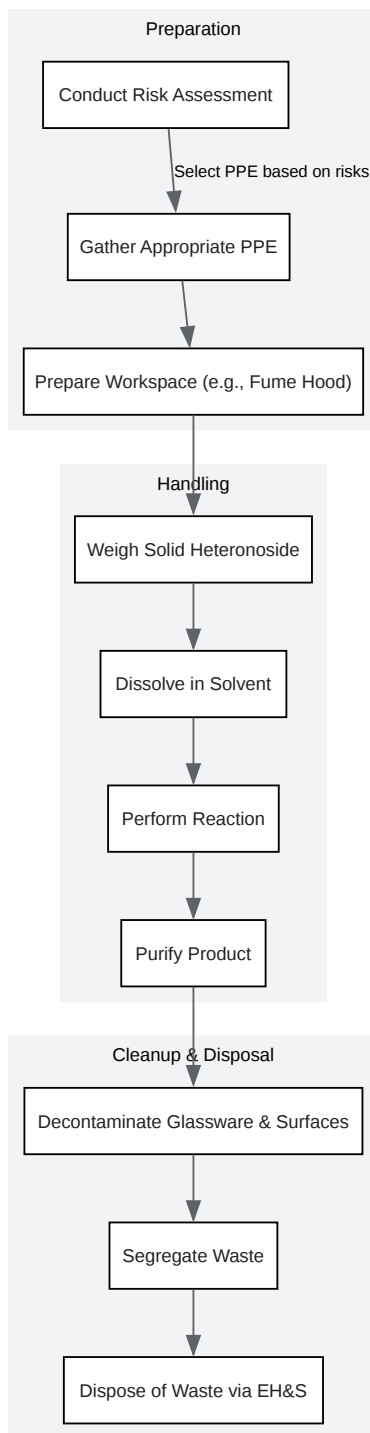 Preparation
Conduct Risk Assessment
Select PPE based on risks
Gather Appropriate PPE
Prepare Workspace (e.g., Fume Hood)
Handling
Weigh Solid Heteronoside
Dissolve in Solvent
Perform Reaction
Purify Product
Cleanup & Disposal
Decontaminate Glassware & Surfaces
Segregate Waste
Dispose of Waste via EH&S